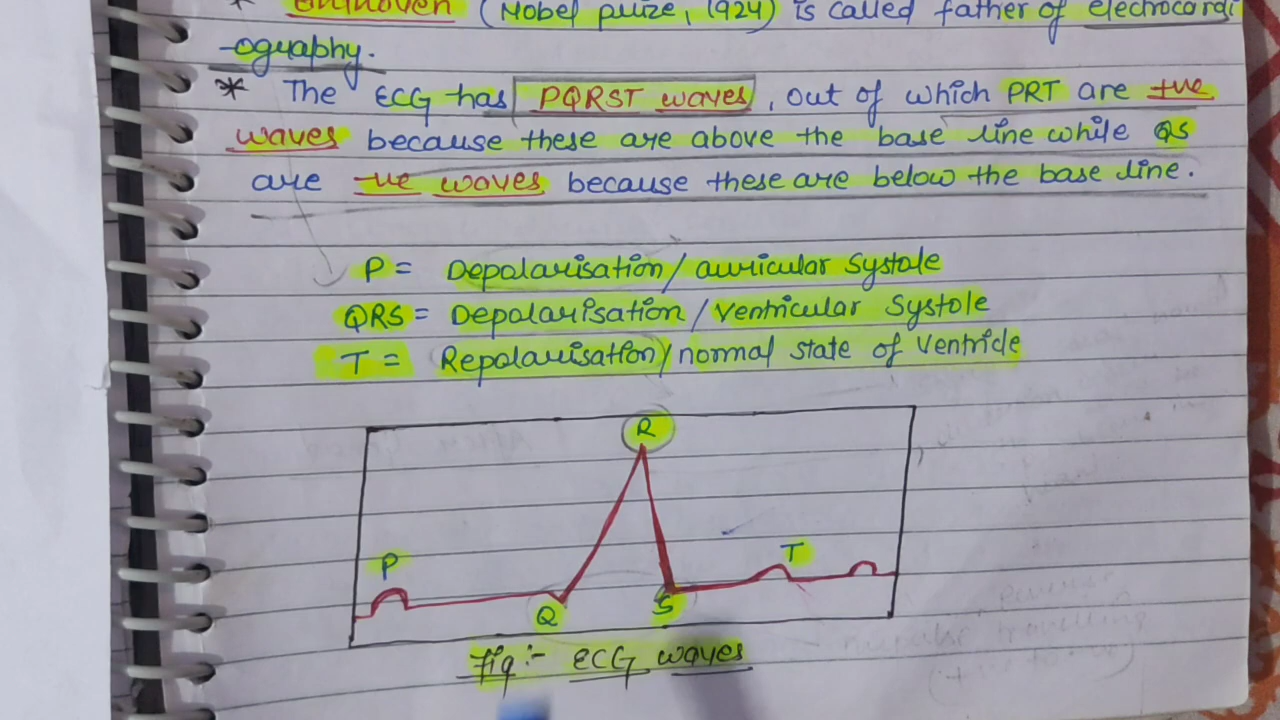 * Einthoven (Nobel prize, 1924) is called father of electrocardi
-ography.
* The ECG has PQRST waves, out of which PRT are +ve
waves because these are above the base line while QS
are -ve waves because these are below the base line.
P = Depolarisation/auricular Systole
QRS = Depolarisation/Ventricular Systole
T = Repolarisation/normal state of Ventricle
R
P
T
Q
S
fig:- ECG waves